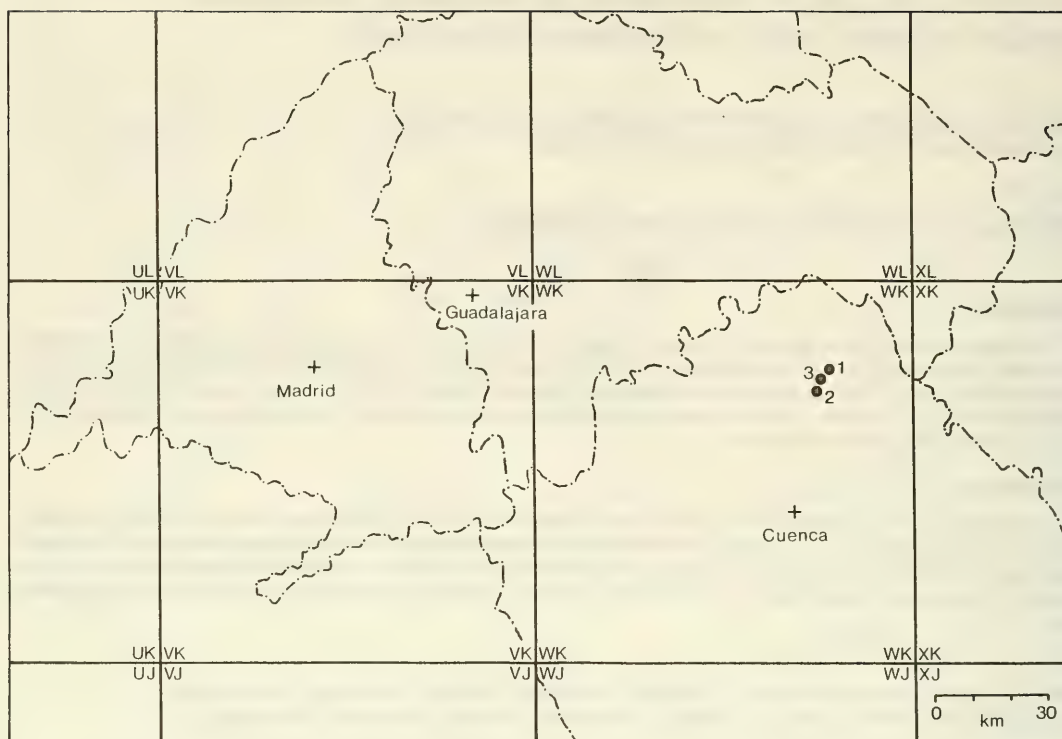 UL VL
UK VK
VL WL
VK WK
WL XL
WK XK
Guadalajara
Madrid
1
3
2
Cuenca
UK VK
UJ VJ
VK WK
VJ WJ
WK XK
WJ XJ
0 30
km